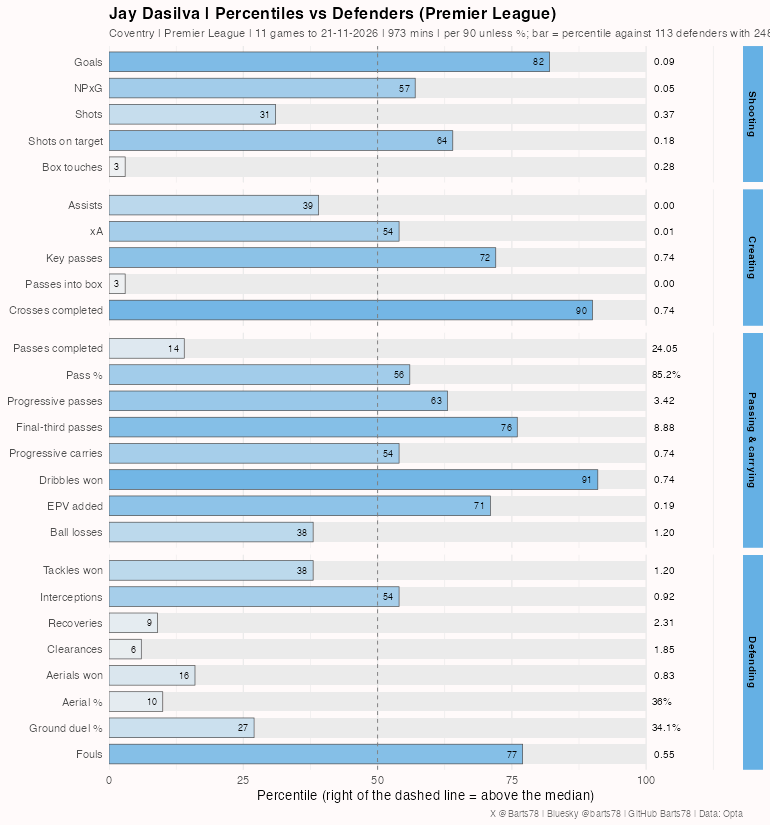 Jay Dasilva | Percentiles vs Defenders (Premier League)
Coventry | Premier League | 11 games to 21-11-2026 | 973 mins | per 90 unless %; bar = percentile against 113 defenders with 248
Goals 82 0.09
NPxG 57 0.05
Shots 31 0.37
Shots on target 64 0.18
Box touches 3 0.28
Shooting
Assists 39 0.00
xA 54 0.01
Key passes 72 0.74
Passes into box 3 0.00
Crosses completed 90 0.74
Creating
Passes completed 14 24.05
Pass % 56 85.2%
Progressive passes 63 3.42
Final-third passes 76 8.88
Progressive carries 54 0.74
Dribbles won 91 0.74
EPV added 71 0.19
Ball losses 38 1.20
Passing & carrying
Tackles won 38 1.20
Interceptions 54 0.92
Recoveries 9 2.31
Clearances 6 1.85
Aerials won 16 0.83
Aerial % 10 36%
Ground duel % 27 34.1%
Fouls 77 0.55
Defending
0 25 50 75 100
Percentile (right of the dashed line = above the median)
X @Barts78 | Bluesky @barts78 | GitHub Barts78 | Data: Opta